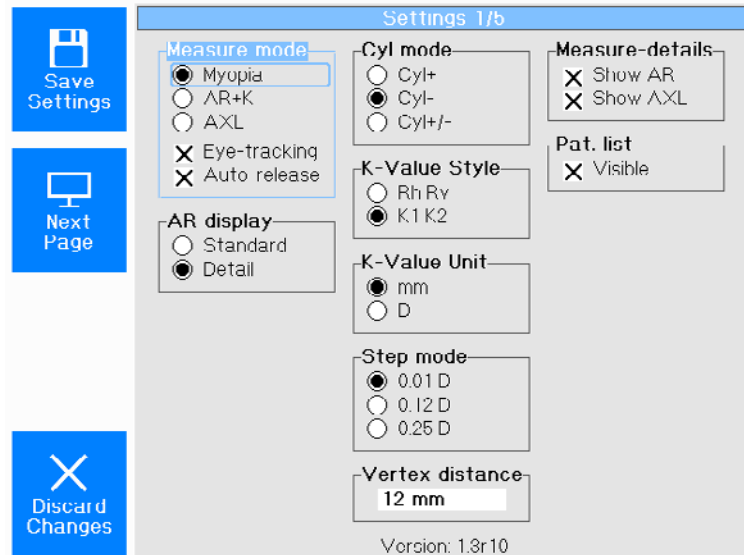 Settings 1/5
Save
Settings
Next
Page
Discard
Changes
Measure mode
Myopia
AR+K
AXL
Eye-tracking
Auto release
AR display
Standard
Detail
Cyl mode
Cyl+
Cyl-
Cyl+/-
K-Value Style
Rh Rv
K1 K2
K-Value Unit
mm
D
Step mode
0.01 D
0.12 D
0.25 D
Vertex distance
12 mm
Version: 1.3r10
Measure-details
Show AR
Show AXL
Pat. list
Visible